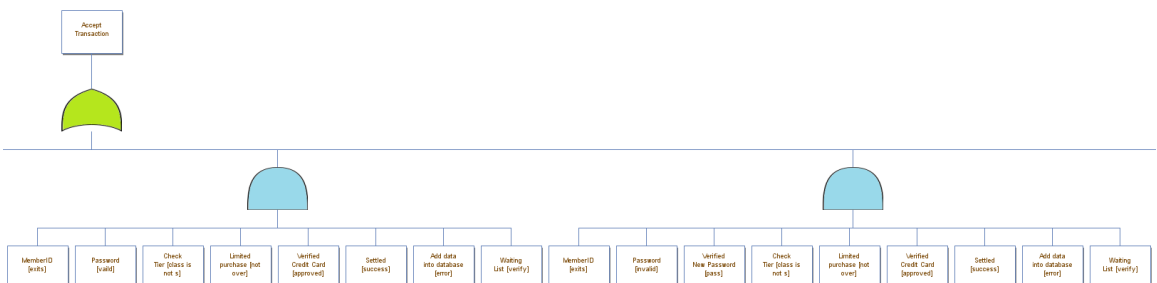 Accept
Transaction
MemberID
[exits]
Password
[vaild]
Check
Tier [class is
not s]
Limited
purchase [not
over]
Verified
Credit Card
[approved]
Settled
[success]
Add data
into database
[error]
Waiting
List [verify]
MemberID
[exits]
Password
[invalid]
Verified
New Password
[pass]
Check
Tier [class is
not s]
Limited
purchase [not
over]
Verified
Credit Card
[approved]
Settled
[success]
Add data
into database
[error]
Waiting
List [verify]